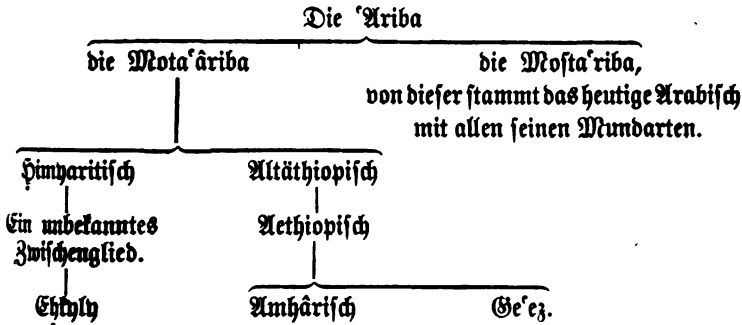 Die ʿAriba
die Motaʿâriba
die Mostaʿriba,
von dieser stammt das heutige Arabisch
mit allen seinen Mundarten.
Ḥimyaritisch
Altäthiopisch
Ein unbekanntes
Zwischenglied.
Aethiopisch
Ehkyly
Amhârisch
Geʿez.